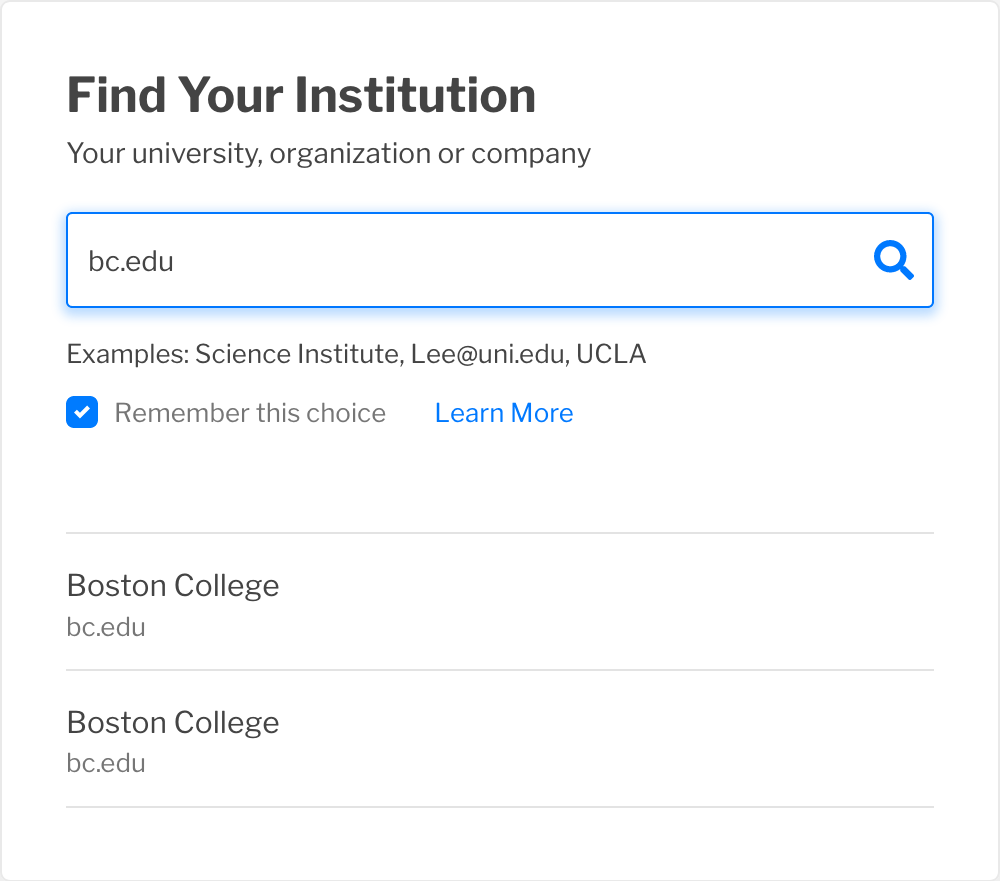 Find Your Institution
Your university, organization or company
bc.edu
Examples: Science Institute, Lee@uni.edu, UCLA
Remember this choice Learn More
Boston College
bc.edu
Boston College
bc.edu